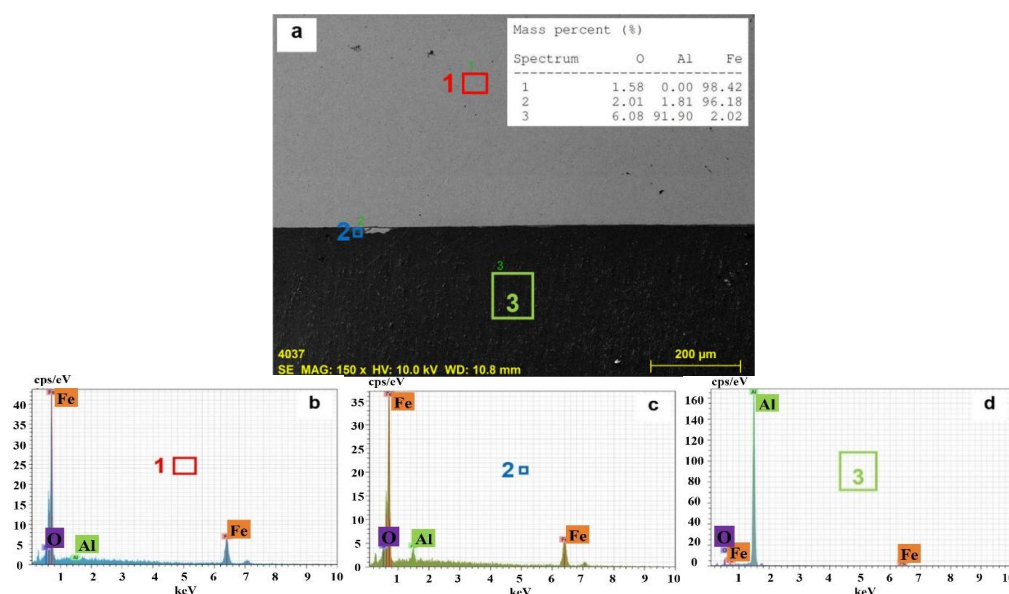 a
Mass percent (%)
Spectrum O Al Fe
1 1.58 0.00 98.42
2 2.01 1.81 96.18
3 6.08 91.90 2.02
1
1
2
2
3
3
4037
SE MAG: 150 x HV: 10.0 kV WD: 10.8 mm
200 µm
cps/eV
b
40
35
30
25
20
15
10
5
0
Fe
1
O
Al
Fe
1 2 3 4 5 6 7 8 9 10
keV
cps/eV
c
35
30
25
20
15
10
5
0
Fe
2
O
Al
Fe
1 2 3 4 5 6 7 8 9 10
keV
cps/eV
d
160
140
120
100
80
60
40
20
0
Al
3
O
Fe
Fe
1 2 3 4 5 6 7 8 9 10
keV